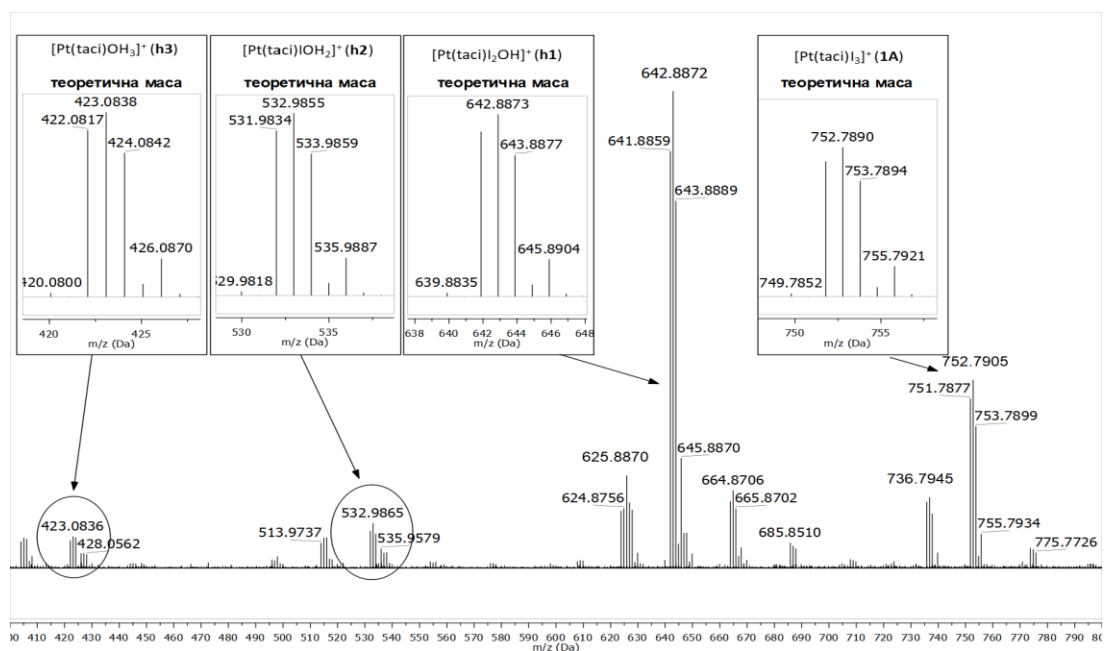 [Pt(taci)OH₃]⁺ (h3)
теоретична маса
423.0838
422.0817
424.0842
426.0870
420.0800
420 425
m/z (Da)
[Pt(taci)IOH₂]⁺ (h2)
теоретична маса
532.9855
531.9834
533.9859
535.9887
529.9818
530 535
m/z (Da)
[Pt(taci)I₂OH]⁺ (h1)
теоретична маса
642.8873
643.8877
645.8904
639.8835
638 640 642 644 646 648
m/z (Da)
[Pt(taci)I₃]⁺ (1A)
теоретична маса
752.7890
753.7894
755.7921
749.7852
750 755
m/z (Da)
642.8872
641.8859
643.8889
752.7905
751.7877
753.7899
645.8870
625.8870
624.8756
664.8706
665.8702
736.7945
423.0836
428.0562
513.9737
532.9865
535.9579
685.8510
755.7934
775.7726
00 410 420 430 440 450 460 470 480 490 500 510 520 530 540 550 560 570 580 590 600 610 620 630 640 650 660 670 680 690 700 710 720 730 740 750 760 770 780 790 80
m/z (Da)